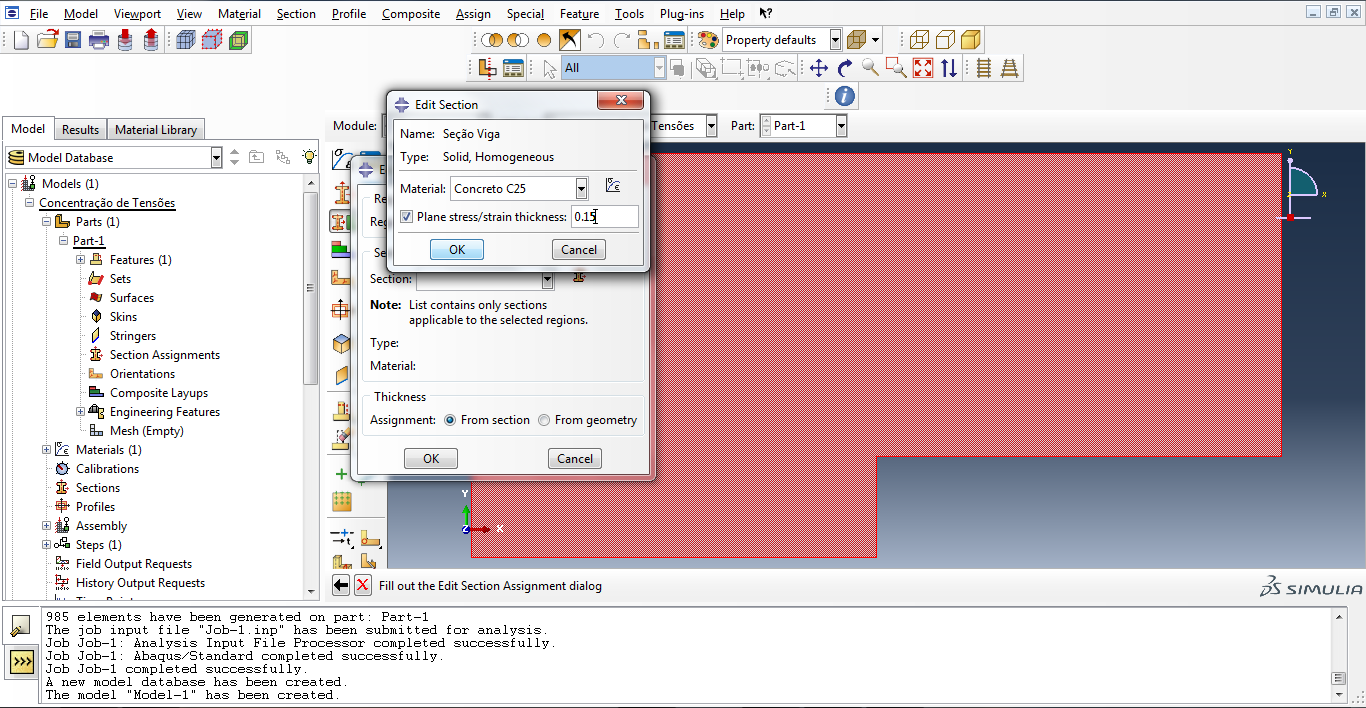 File Model Viewport View Material Section Profile Composite Assign Special Feature Tools Plug-ins Help
Property defaults
All
Model Results Material Library
Module: Tensões Part: Part-1
Model Database
Models (1)
Concentração de Tensões
Parts (1)
Part-1
Features (1)
Sets
Surfaces
Skins
Stringers
Section Assignments
Orientations
Composite Layups
Engineering Features
Mesh (Empty)
Materials (1)
Calibrations
Sections
Profiles
Assembly
Steps (1)
Field Output Requests
History Output Requests
Edit Section
Name: Seção Viga
Type: Solid, Homogeneous
Material: Concreto C25
Plane stress/strain thickness: 0.15
OK Cancel
Section:
Note: List contains only sections
applicable to the selected regions.
Type:
Material:
Thickness
Assignment: From section From geometry
OK Cancel
Y
X
Y
Z
Fill out the Edit Section Assignment dialog
SIMULIA
985 elements have been generated on part: Part-1
The job input file "Job-1.inp" has been submitted for analysis.
Job Job-1: Analysis Input File Processor completed successfully.
Job Job-1: Abaqus/Standard completed successfully.
Job Job-1 completed successfully.
A new model database has been created.
The model "Model-1" has been created.